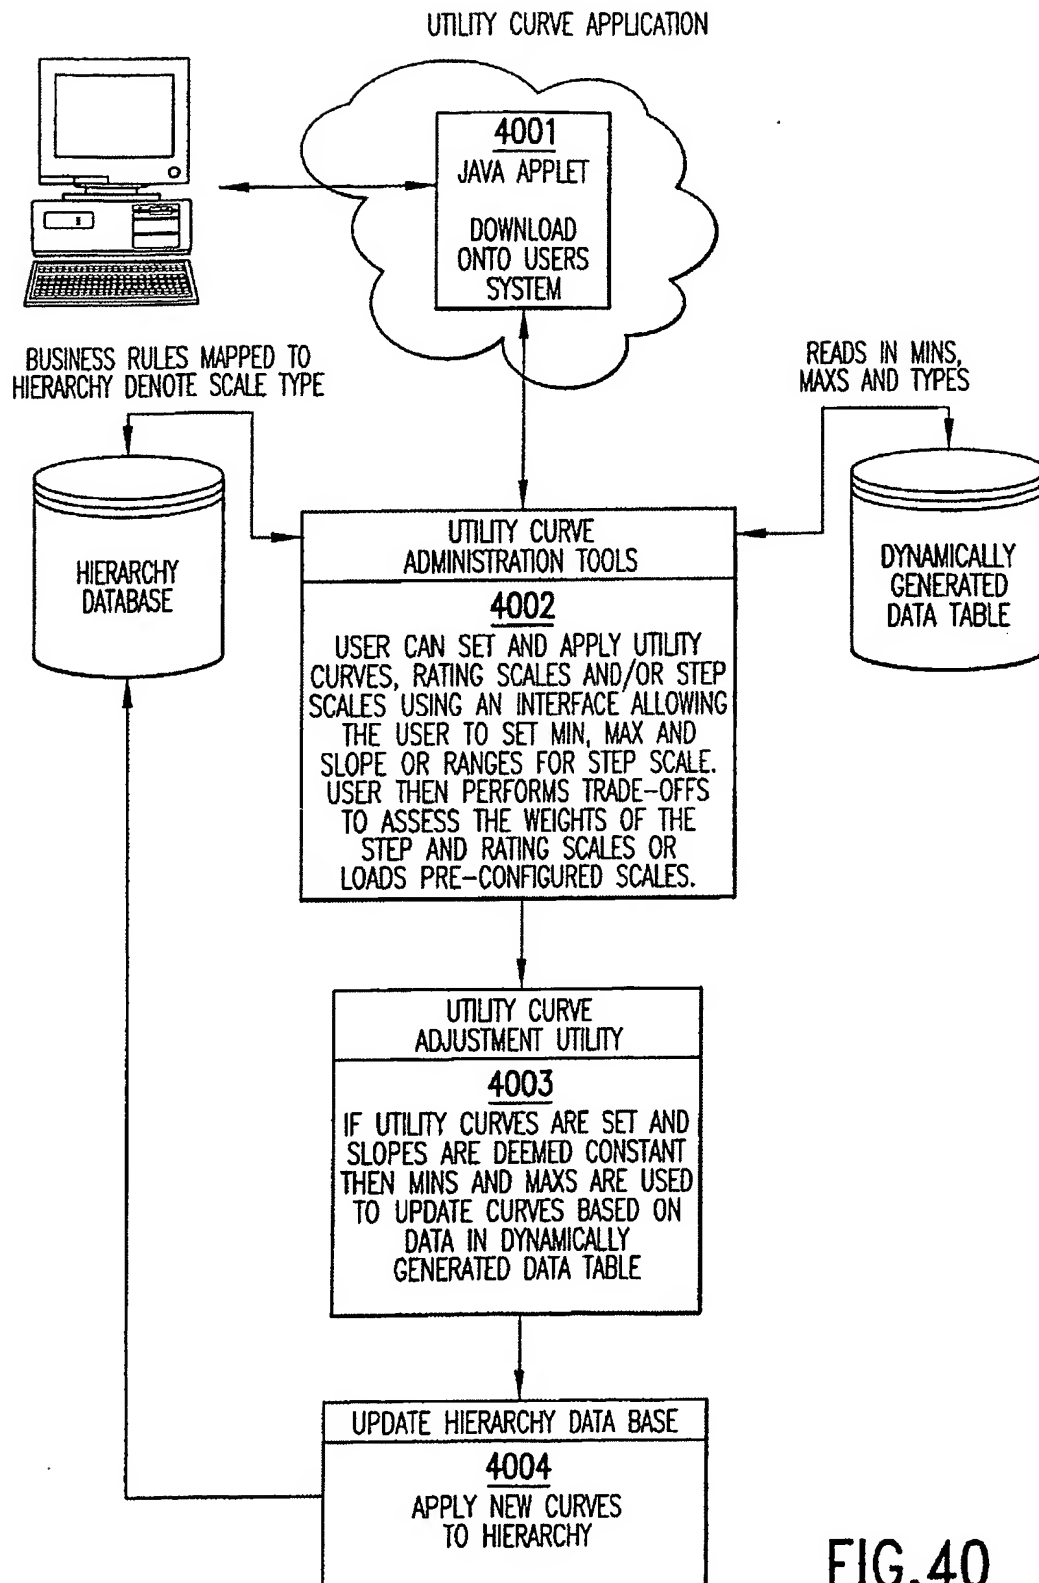 UTILITY CURVE APPLICATION
4001
JAVA APPLET
DOWNLOAD
ONTO USERS
SYSTEM
BUSINESS RULES MAPPED TO
HIERARCHY DENOTE SCALE TYPE
READS IN MINS,
MAXS AND TYPES
HIERARCHY
DATABASE
UTILITY CURVE
ADMINISTRATION TOOLS
4002
USER CAN SET AND APPLY UTILITY
CURVES, RATING SCALES AND/OR STEP
SCALES USING AN INTERFACE ALLOWING
THE USER TO SET MIN, MAX AND
SLOPE OR RANGES FOR STEP SCALE.
USER THEN PERFORMS TRADE-OFFS
TO ASSESS THE WEIGHTS OF THE
STEP AND RATING SCALES OR
LOADS PRE-CONFIGURED SCALES.
DYNAMICALLY
GENERATED
DATA TABLE
UTILITY CURVE
ADJUSTMENT UTILITY
4003
IF UTILITY CURVES ARE SET AND
SLOPES ARE DEEMED CONSTANT
THEN MINS AND MAXS ARE USED
TO UPDATE CURVES BASED ON
DATA IN DYNAMICALLY
GENERATED DATA TABLE
UPDATE HIERARCHY DATA BASE
4004
APPLY NEW CURVES
TO HIERARCHY
FIG.40